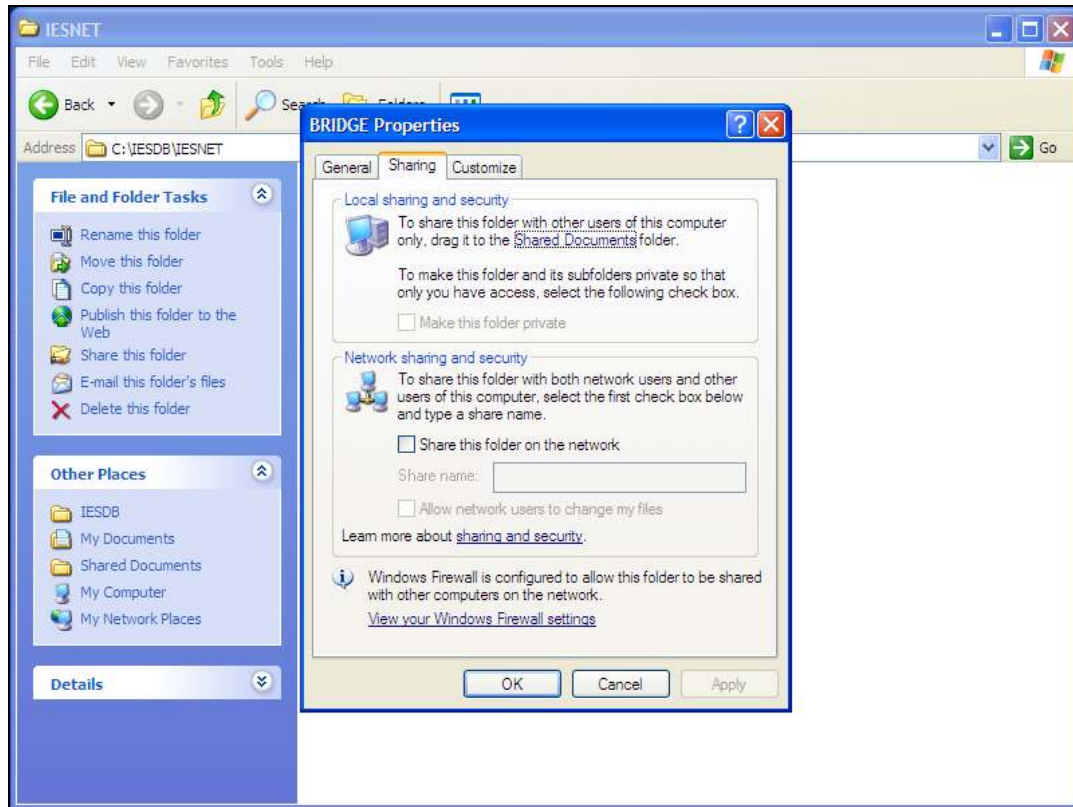 IESNET
File Edit View Favorites Tools Help
Back
Address C:\IESDB\IESNET Go
File and Folder Tasks
Rename this folder
Move this folder
Copy this folder
Publish this folder to the
Web
Share this folder
E-mail this folder's files
Delete this folder
Other Places
IESDB
My Documents
Shared Documents
My Computer
My Network Places
Details
BRIDGE Properties
General Sharing Customize
Local sharing and security
To share this folder with other users of this computer
only, drag it to the Shared Documents folder.
To make this folder and its subfolders private so that
only you have access, select the following check box.
Make this folder private
Network sharing and security
To share this folder with both network users and other
users of this computer, select the first check box below
and type a share name.
Share this folder on the network
Share name:
Allow network users to change my files
Learn more about sharing and security.
Windows Firewall is configured to allow this folder to be shared
with other computers on the network.
View your Windows Firewall settings
OK Cancel Apply